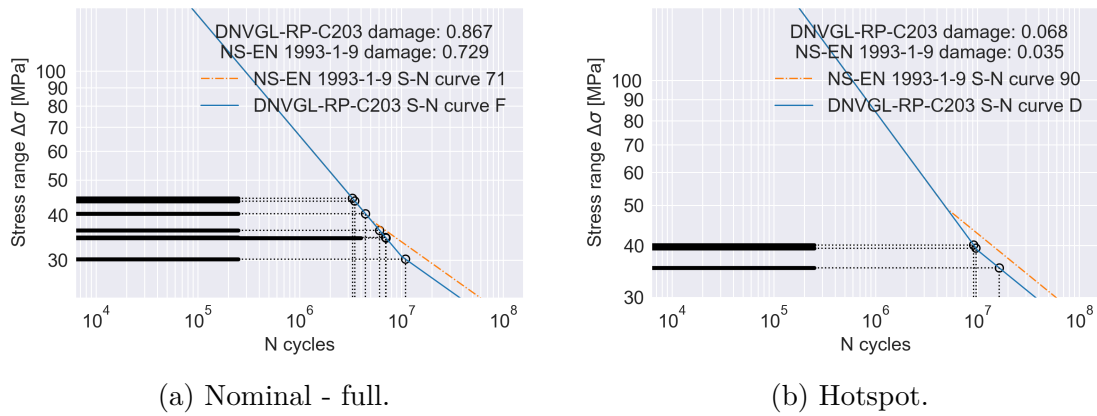 DNVGL-RP-C203 damage: 0.867
NS-EN 1993-1-9 damage: 0.729
NS-EN 1993-1-9 S-N curve 71
DNVGL-RP-C203 S-N curve F
Stress range Δσ [MPa]
100
90
80
70
60
50
40
30
10^4
10^5
10^6
10^7
10^8
N cycles
(a) Nominal - full.
DNVGL-RP-C203 damage: 0.068
NS-EN 1993-1-9 damage: 0.035
NS-EN 1993-1-9 S-N curve 90
DNVGL-RP-C203 S-N curve D
Stress range Δσ [MPa]
100
90
80
70
60
50
40
30
10^4
10^5
10^6
10^7
10^8
N cycles
(b) Hotspot.